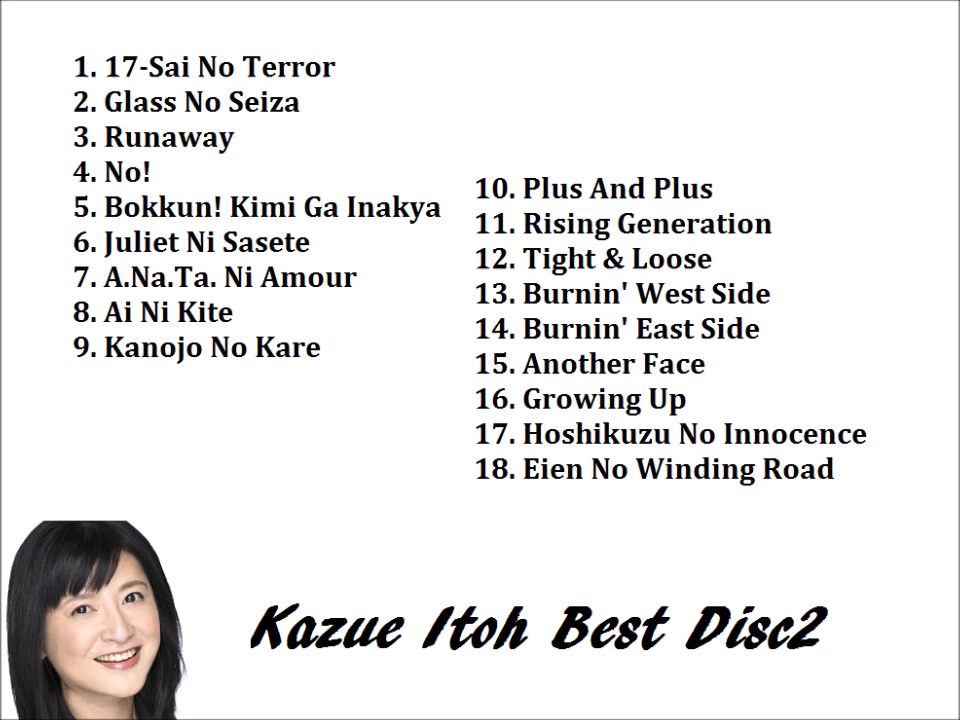 1. 17-Sai No Terror
2. Glass No Seiza
3. Runaway
4. No!
5. Bokkun! Kimi Ga Inakya
6. Juliet Ni Sasete
7. A.Na.Ta. Ni Amour
8. Ai Ni Kite
9. Kanojo No Kare
10. Plus And Plus
11. Rising Generation
12. Tight & Loose
13. Burnin' West Side
14. Burnin' East Side
15. Another Face
16. Growing Up
17. Hoshikuzu No Innocence
18. Eien No Winding Road
Kazue Itoh Best Disc2